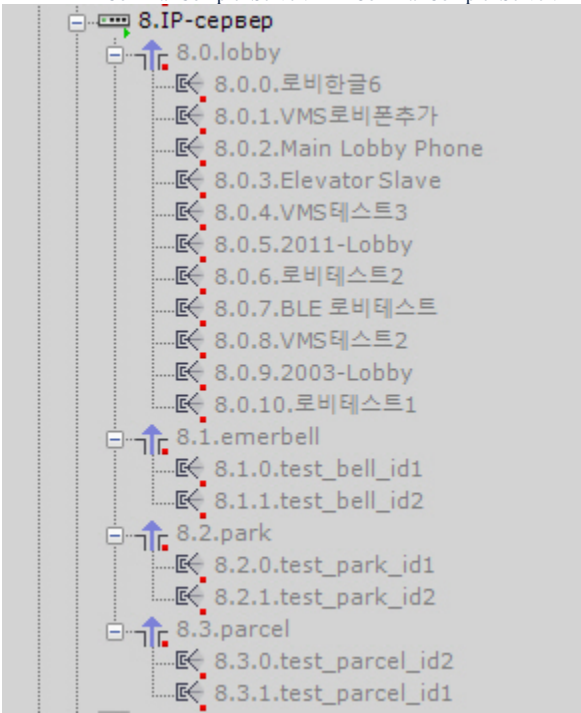 8.IP-сервер
8.0.lobby
8.0.0.로비한글6
8.0.1.VMS로비폰추가
8.0.2.Main Lobby Phone
8.0.3.Elevator Slave
8.0.4.VMS테스트3
8.0.5.2011-Lobby
8.0.6.로비테스트2
8.0.7.BLE 로비테스트
8.0.8.VMS테스트2
8.0.9.2003-Lobby
8.0.10.로비테스트1
8.1.emerbell
8.1.0.test_bell_id1
8.1.1.test_bell_id2
8.2.park
8.2.0.test_park_id1
8.2.1.test_park_id2
8.3.parcel
8.3.0.test_parcel_id2
8.3.1.test_parcel_id1